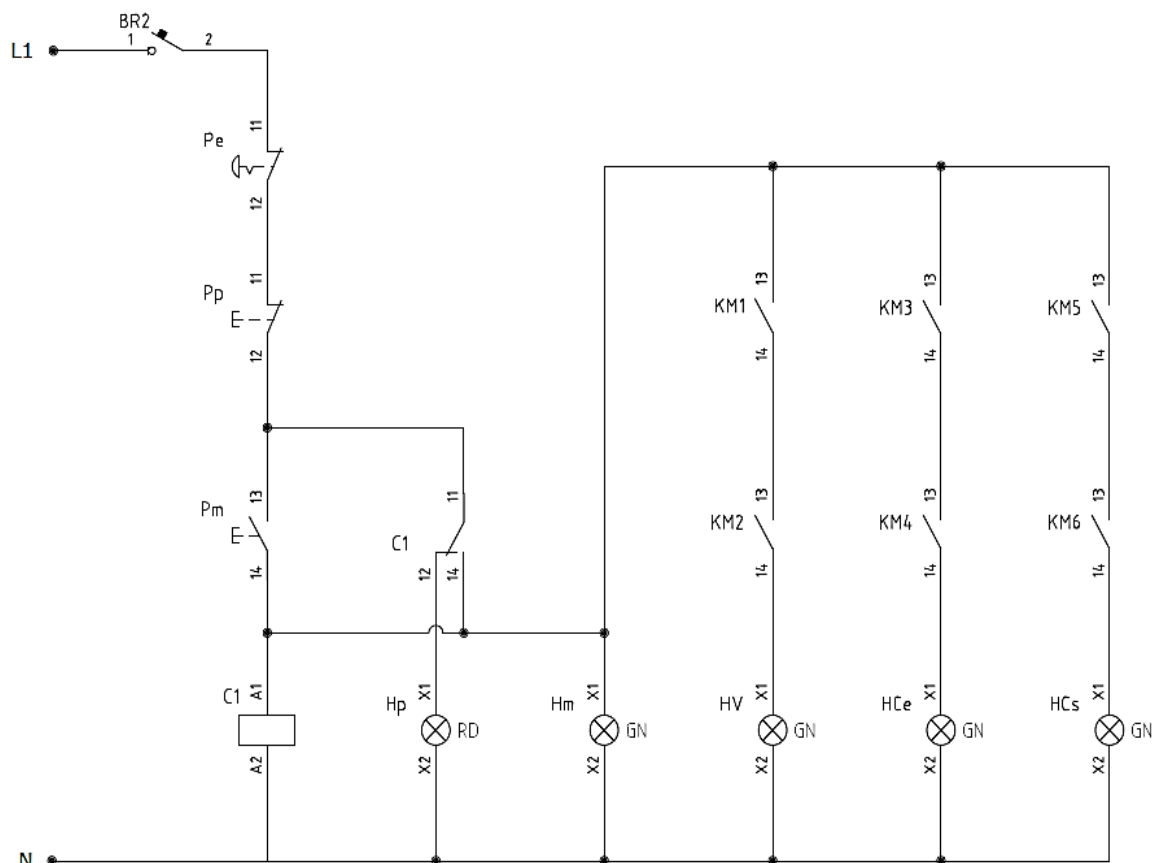 BR2
L1 1 2
11
Pe
12
11
Pp
12
13 13 13
KM1 KM3 KM5
14 14 14
13 11 13 13 13
Pm KM2 KM4 KM6
C1
14 12 14 14 14 14
C1 A1 Hp X1 Hm X1 HV X1 HCe X1 HCs X1
RD GN GN GN GN
A2 X2 X2 X2 X2 X2
N